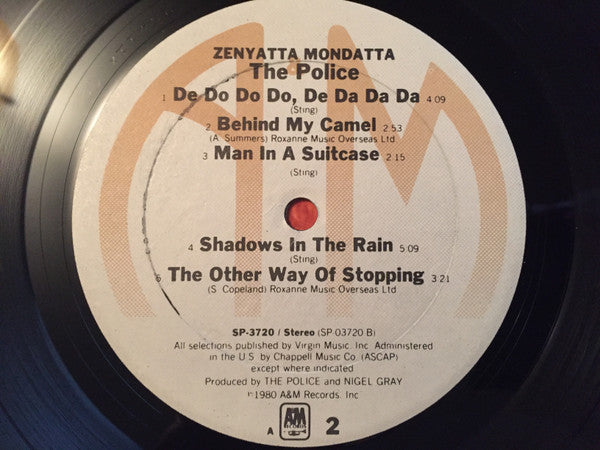 ZENYATTA MONDATTA
The Police
1 De Do Do Do, De Da Da Da 4:09
(Sting)
2 Behind My Camel 2:53
(A. Summers) Roxanne Music Overseas Ltd
3 Man In A Suitcase 2:15
(Sting)
4 Shadows In The Rain 5:09
(Sting)
5 The Other Way Of Stopping 3:21
(S. Copeland) Roxanne Music Overseas Ltd
SP-3720 / Stereo (SP-03720 B)
All selections published by Virgin Music. Inc. Administered
in the U.S. by Chappell Music Co. (ASCAP)
except where indicated
Produced by THE POLICE and NIGEL GRAY
℗1980 A&M Records, Inc
A A&M RECORDS 2